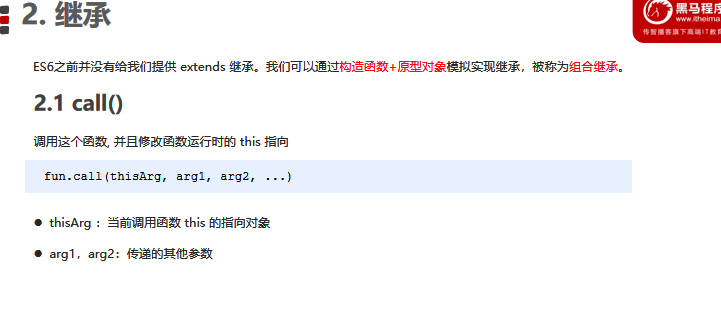 2. 继承
黑马程序
www.itheima
传智播客旗下高端IT教育
ES6之前并没有给我们提供 extends 继承。我们可以通过构造函数+原型对象模拟实现继承，被称为组合继承。
2.1 call()
调用这个函数, 并且修改函数运行时的 this 指向
fun.call(thisArg, arg1, arg2, ...)
● thisArg ：当前调用函数 this 的指向对象
● arg1，arg2：传递的其他参数